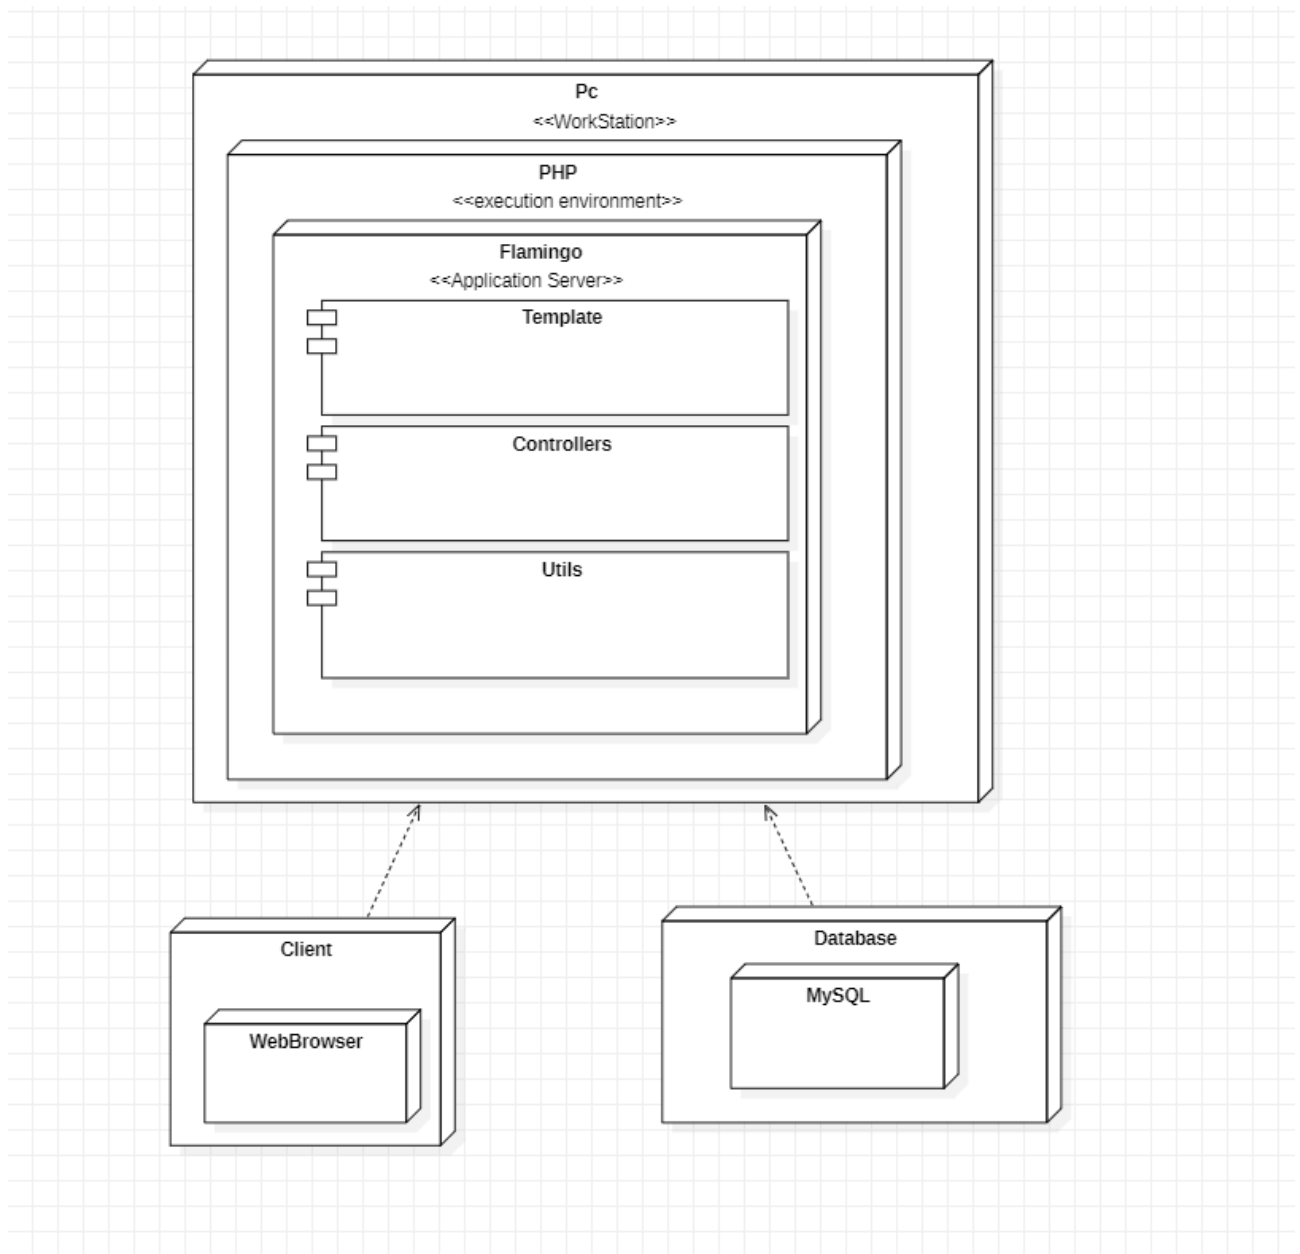 Pc
<<WorkStation>>
PHP
<<execution environment>>
Flamingo
<<Application Server>>
Template
Controllers
Utils
Client
WebBrowser
Database
MySQL